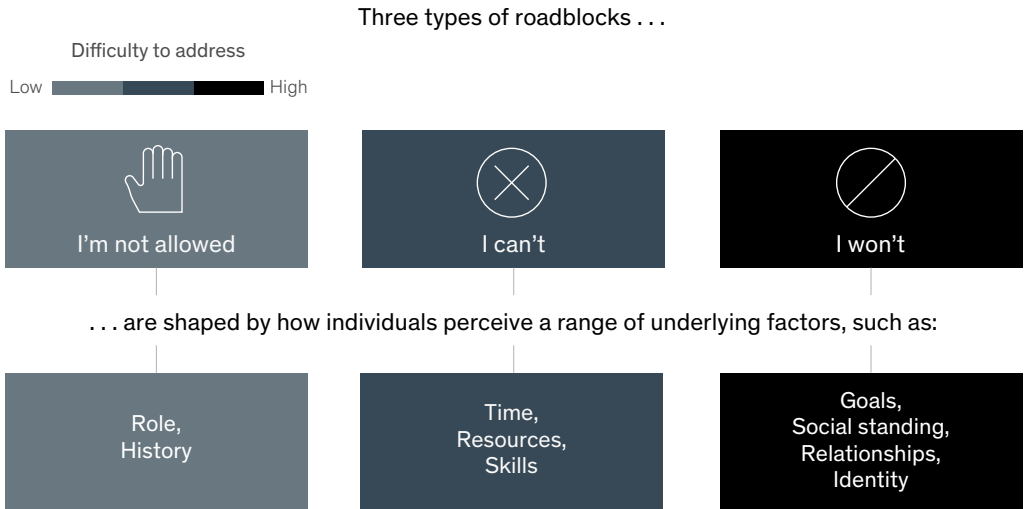 Three types of roadblocks . . .
Difficulty to address
Low
High
I’m not allowed
I can’t
I won’t
. . . are shaped by how individuals perceive a range of underlying factors, such as:
Role,
History
Time,
Resources,
Skills
Goals,
Social standing,
Relationships,
Identity